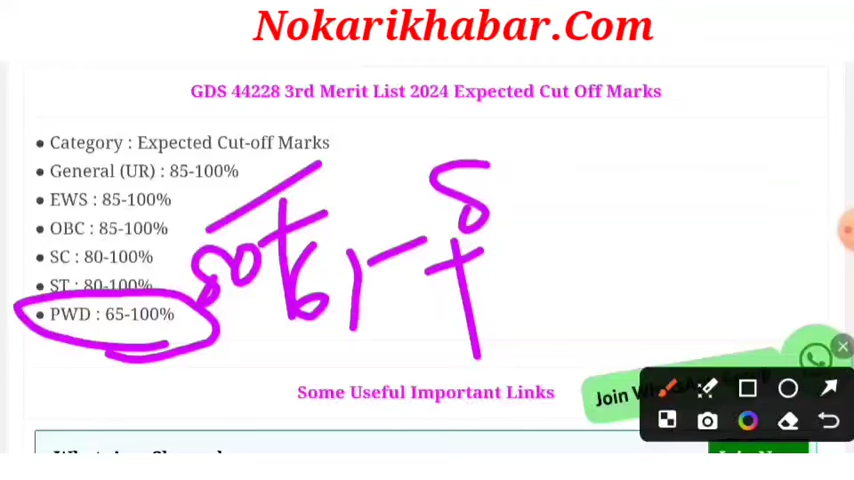 Nokarikhabar.Com
GDS 44228 3rd Merit List 2024 Expected Cut Off Marks
• Category : Expected Cut-off Marks
• General (UR) : 85-100%
• EWS : 85-100%
• OBC : 85-100%
• SC : 80-100%
• ST : 80-100%
• PWD : 65-100%
80+
Some Useful Important Links
Join